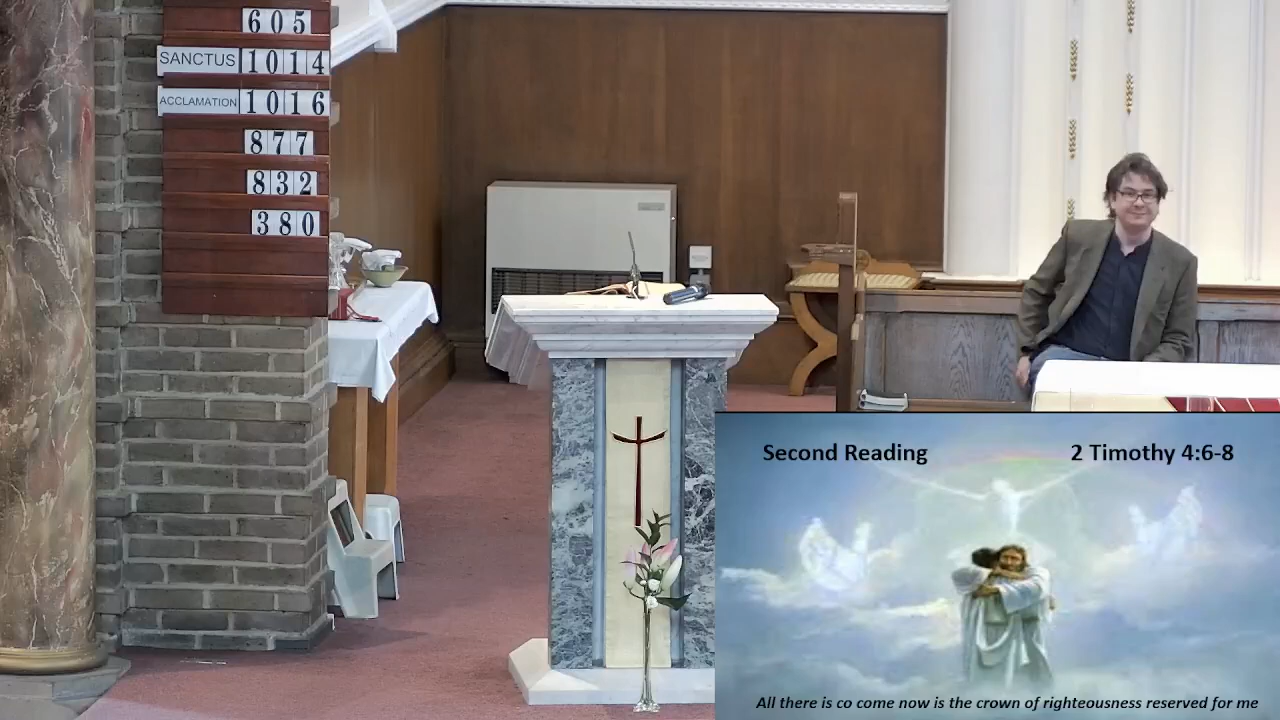 605
SANCTUS 1014
ACCLAMATION 1016
877
832
380
Second Reading 2 Timothy 4:6-8
All there is co come now is the crown of righteousness reserved for me